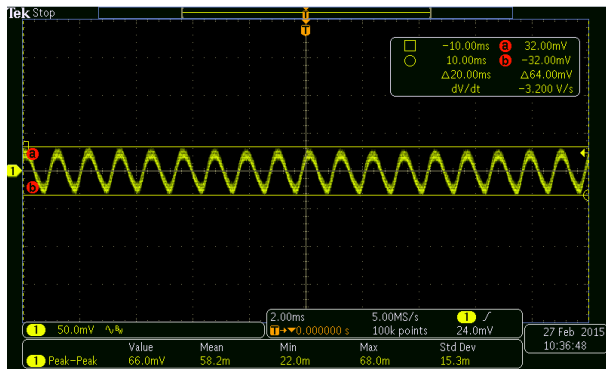 Tek Stop
T
T
-10.00ms a 32.00mV
10.00ms b -32.00mV
Δ20.00ms Δ64.00mV
dV/dt -3.200 V/s
a
1
b
1 50.0mV ∿BW
2.00ms 5.00MS/s 1 ∫
T→▼0.000000 s 100k points 24.0mV
27 Feb 2015
10:36:48
Value Mean Min Max Std Dev
1 Peak-Peak 66.0mV 58.2m 22.0m 68.0m 15.3m